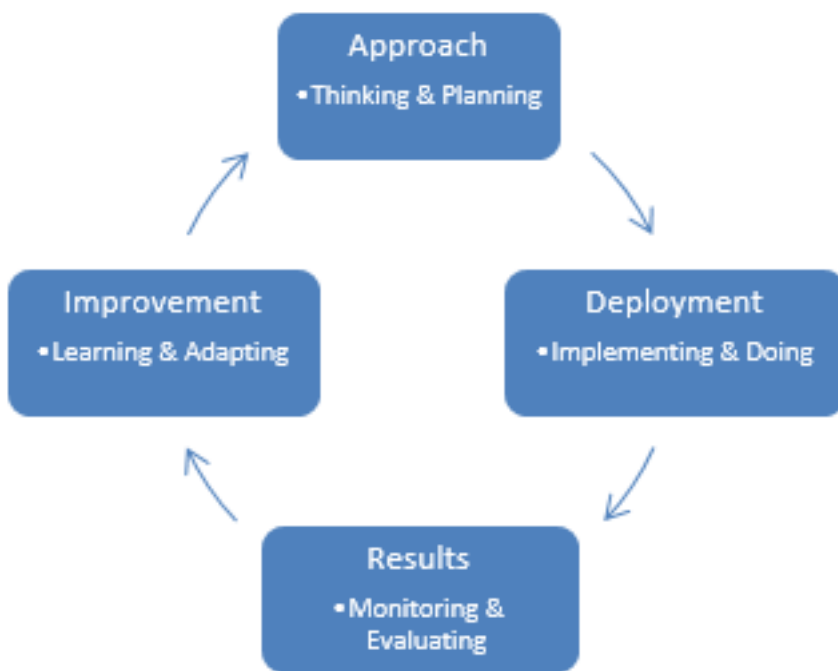 Approach
•Thinking & Planning
Deployment
•Implementing & Doing
Results
•Monitoring &
Evaluating
Improvement
•Learning & Adapting